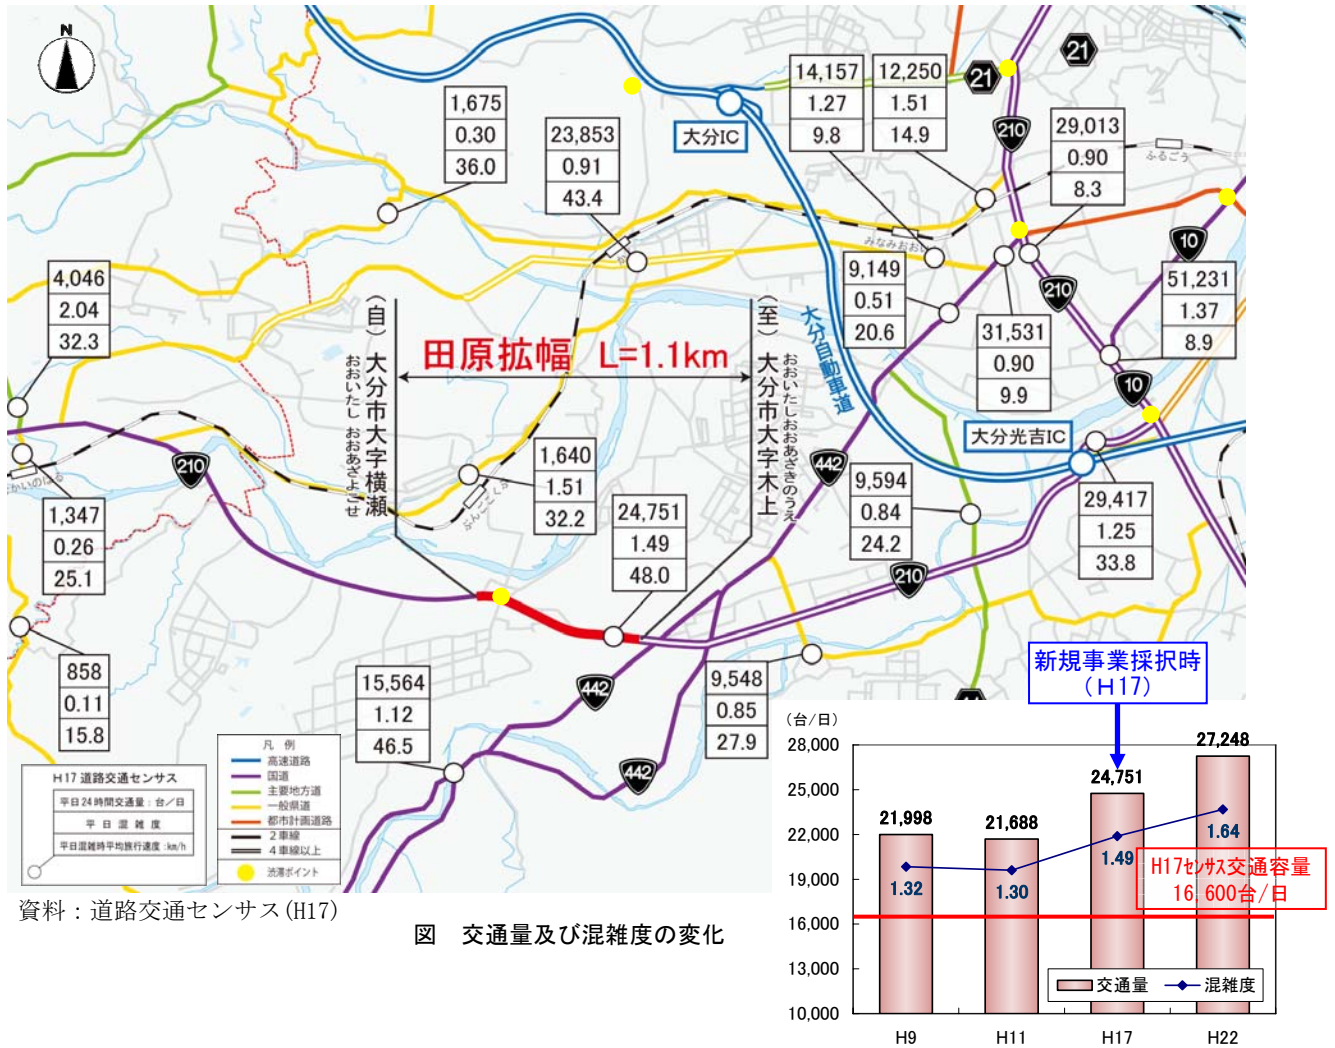 N
1,675
0.30
36.0
23,853
0.91
43.4
大分IC
14,157
1.27
9.8
12,250
1.51
14.9
21
21
210
29,013
0.90
8.3
ふるごう
みなみおおい
10
4,046
2.04
32.3
9,149
0.51
20.6
210
51,231
1.37
8.9
31,531
0.90
9.9
10
(自)大分市大字横瀬
おおいたし おおあざよこせ
田原拡幅 L=1.1km
(至)大分市大字木上
おおいたしおおあざきのうえ
大分自動車道
大分光吉IC
210
442
1,347
0.26
25.1
1,640
1.51
32.2
ぶんごこくぶ
24,751
1.49
48.0
9,594
0.84
24.2
29,417
1.25
33.8
210
858
0.11
15.8
15,564
1.12
46.5
442
442
9,548
0.85
27.9
H17 道路交通センサス
平日24時間交通量：台／日
平日混雑度
平日混雑時平均旅行速度：km/h
凡例
高速道路
国道
主要地方道
一般県道
都市計画道路
2車線
4車線以上
渋滞ポイント
資料：道路交通センサス(H17)
図 交通量及び混雑度の変化
新規事業採択時
（H17）
(台/日)
28,000
25,000
22,000
19,000
16,000
13,000
10,000
21,998
21,688
24,751
27,248
1.32
1.30
1.49
1.64
H17センサス交通容量
16,600台/日
交通量
混雑度
H9
H11
H17
H22